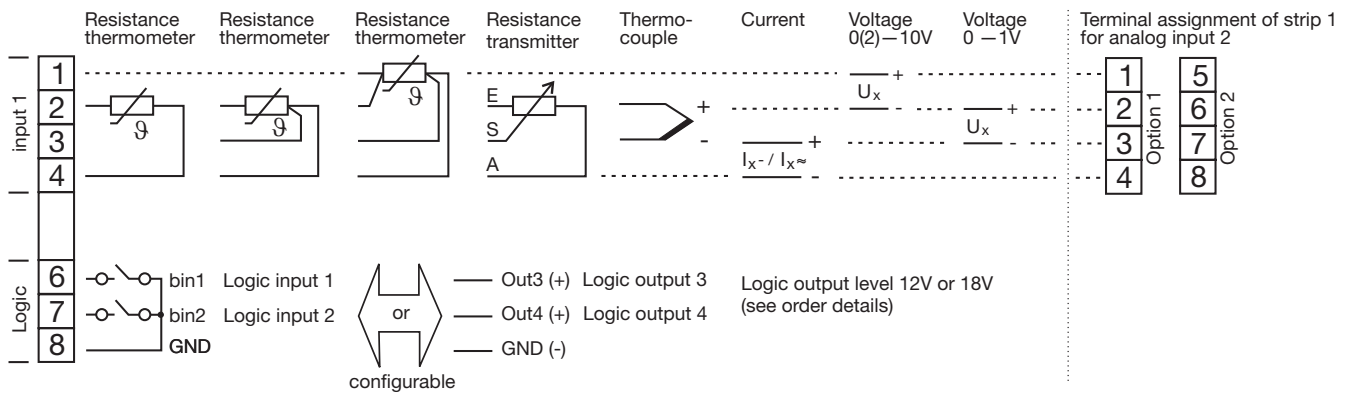 Resistance thermometer
Resistance thermometer
Resistance thermometer
Resistance transmitter
Thermo-
couple
Current
Voltage
0(2)–10V
Voltage
0 –1V
Terminal assignment of strip 1
for analog input 2
input 1
1
2
3
4
ϑ
ϑ
ϑ
E
S
A
+
-
+
Ix- / Ix≈
-
+
Ux
-
+
Ux
-
1
2
3
4
Option 1
5
6
7
8
Option 2
Logic
6
7
8
bin1 Logic input 1
bin2 Logic input 2
GND
or
configurable
Out3 (+) Logic output 3
Out4 (+) Logic output 4
GND (-)
Logic output level 12V or 18V
(see order details)